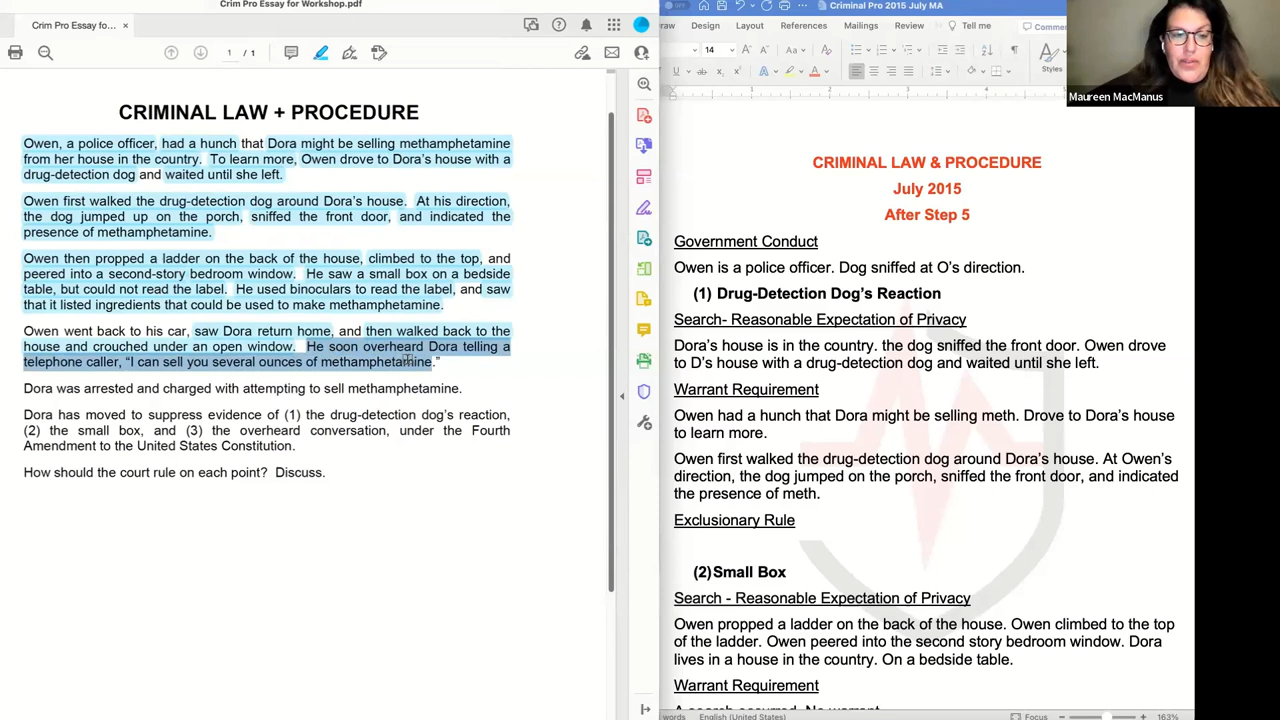 Crim Pro Essay for Workshop.pdf
Crim Pro Essay fo... ×
1 / 1
CRIMINAL LAW + PROCEDURE
Owen, a police officer, had a hunch that Dora might be selling methamphetamine
from her house in the country. To learn more, Owen drove to Dora's house with a
drug-detection dog and waited until she left.
Owen first walked the drug-detection dog around Dora's house. At his direction,
the dog jumped up on the porch, sniffed the front door, and indicated the
presence of methamphetamine.
Owen then propped a ladder on the back of the house, climbed to the top, and
peered into a second-story bedroom window. He saw a small box on a bedside
table, but could not read the label. He used binoculars to read the label, and saw
that it listed ingredients that could be used to make methamphetamine.
Owen went back to his car, saw Dora return home, and then walked back to the
house and crouched under an open window. He soon overheard Dora telling a
telephone caller, "I can sell you several ounces of methamphetamine."
Dora was arrested and charged with attempting to sell methamphetamine.
Dora has moved to suppress evidence of (1) the drug-detection dog's reaction,
(2) the small box, and (3) the overheard conversation, under the Fourth
Amendment to the United States Constitution.
How should the court rule on each point? Discuss.
OFF
Criminal Pro 2015 July MA
raw Design Layout References Mailings Review Tell me Comme
14 Styles
CRIMINAL LAW & PROCEDURE
July 2015
After Step 5
Government Conduct
Owen is a police officer. Dog sniffed at O's direction.
(1) Drug-Detection Dog's Reaction
Search- Reasonable Expectation of Privacy
Dora's house is in the country. the dog sniffed the front door. Owen drove
to D's house with a drug-detection dog and waited until she left.
Warrant Requirement
Owen had a hunch that Dora might be selling meth. Drove to Dora's house
to learn more.
Owen first walked the drug-detection dog around Dora's house. At Owen's
direction, the dog jumped on the porch, sniffed the front door, and indicated
the presence of meth.
Exclusionary Rule
(2)Small Box
Search - Reasonable Expectation of Privacy
Owen propped a ladder on the back of the house. Owen climbed to the top
of the ladder. Owen peered into the second story bedroom window. Dora
lives in a house in the country. On a bedside table.
Warrant Requirement
A search occurred. No warrant
words English (United States) Focus 163%
Maureen MacManus